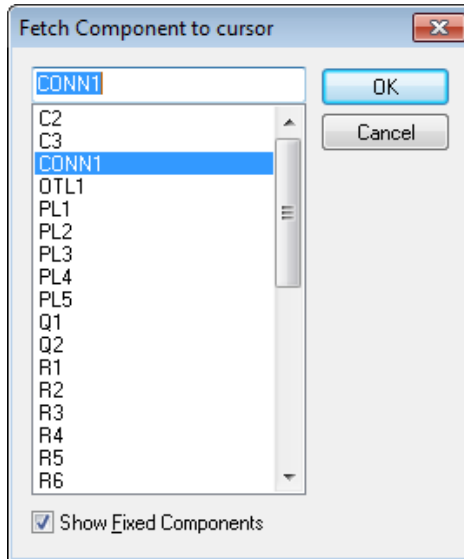 Fetch Component to cursor
CONN1
OK
Cancel
C2
C3
CONN1
OTL1
PL1
PL2
PL3
PL4
PL5
Q1
Q2
R1
R2
R3
R4
R5
R6
Show Fixed Components